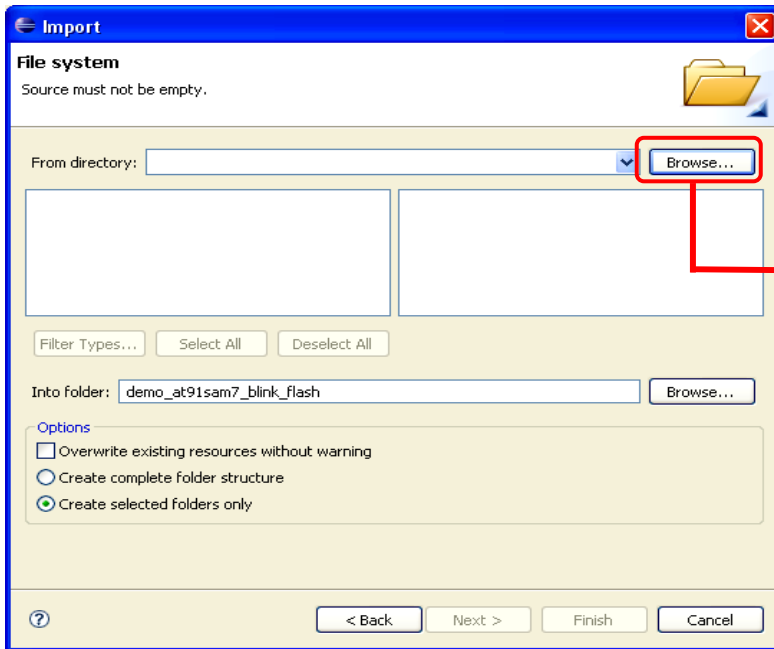 Import
File system
Source must not be empty.
From directory:
Browse...
Filter Types...
Select All
Deselect All
Into folder:
demo_at91sam7_blink_flash
Browse...
Options
Overwrite existing resources without warning
Create complete folder structure
Create selected folders only
?
< Back
Next >
Finish
Cancel